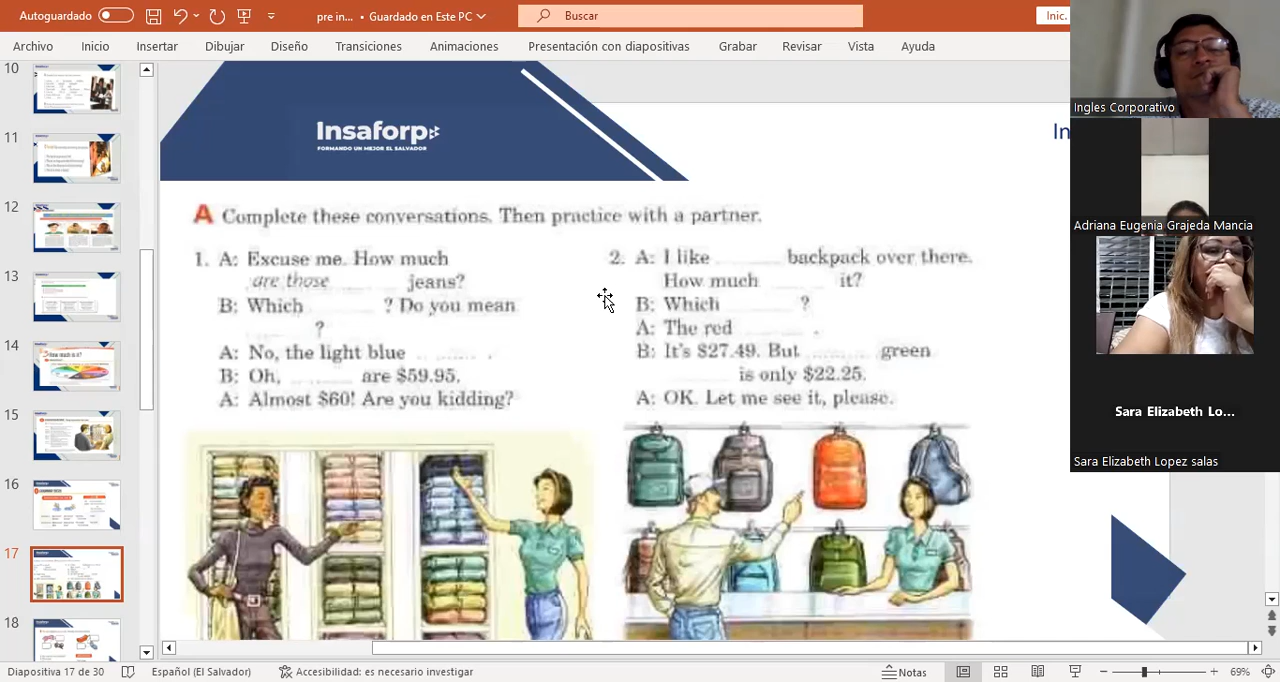 Autoguardado
pre in... • Guardado en Este PC
Buscar
Inic.
Archivo Inicio Insertar Dibujar Diseño Transiciones Animaciones Presentación con diapositivas Grabar Revisar Vista Ayuda
Ingles Corporativo
Adriana Eugenia Grajeda Mancia
Sara Elizabeth Lo...
Sara Elizabeth Lopez salas
10
11
12
13
14
15
16
17
18
Insaforp
FORMANDO UN MEJOR EL SALVADOR
In
A Complete these conversations. Then practice with a partner.
1. A: Excuse me. How much
are those jeans?
B: Which ? Do you mean
?
A: No, the light blue .
B: Oh, are $59.95.
A: Almost $60! Are you kidding?
2. A: I like backpack over there.
How much it?
B: Which ?
A: The red .
B: It's $27.49. But green
is only $22.25.
A: OK. Let me see it, please.
Diapositiva 17 de 30
Español (El Salvador)
Accesibilidad: es necesario investigar
Notas
69%